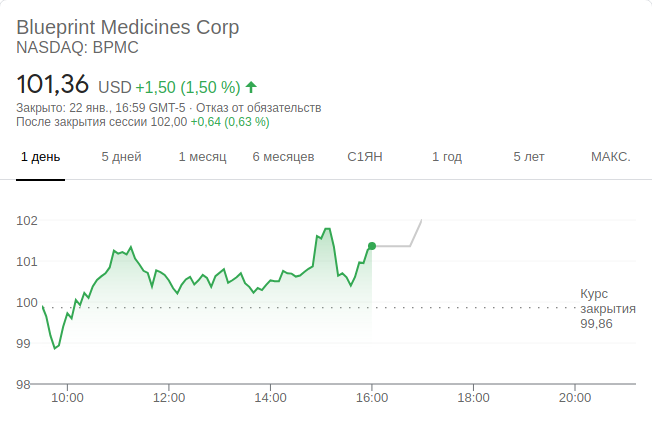 Blueprint Medicines Corp
NASDAQ: BPMC
101,36 USD +1,50 (1,50 %)
Закрыто: 22 янв., 16:59 GMT-5 · Отказ от обязательств
После закрытия сессии 102,00 +0,64 (0,63 %)
1 день 5 дней 1 месяц 6 месяцев С1ЯН 1 год 5 лет МАКС.
102
101
100
99
98
Курс
закрытия
99,86
10:00 12:00 14:00 16:00 18:00 20:00